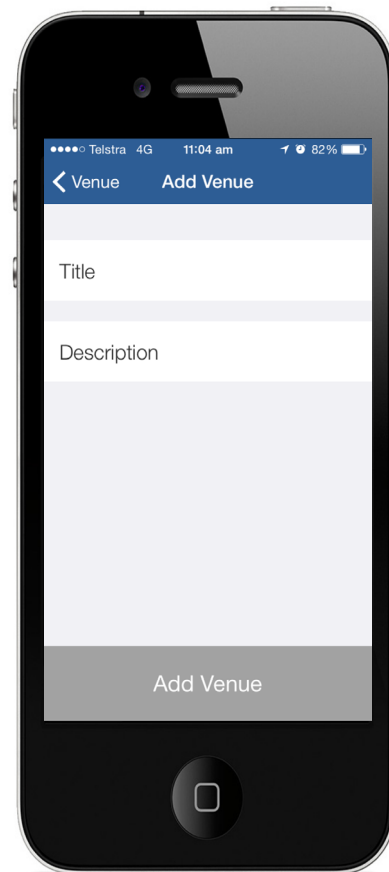 Telstra 4G 11:04 am 82%
Venue Add Venue
Title
Description
Add Venue